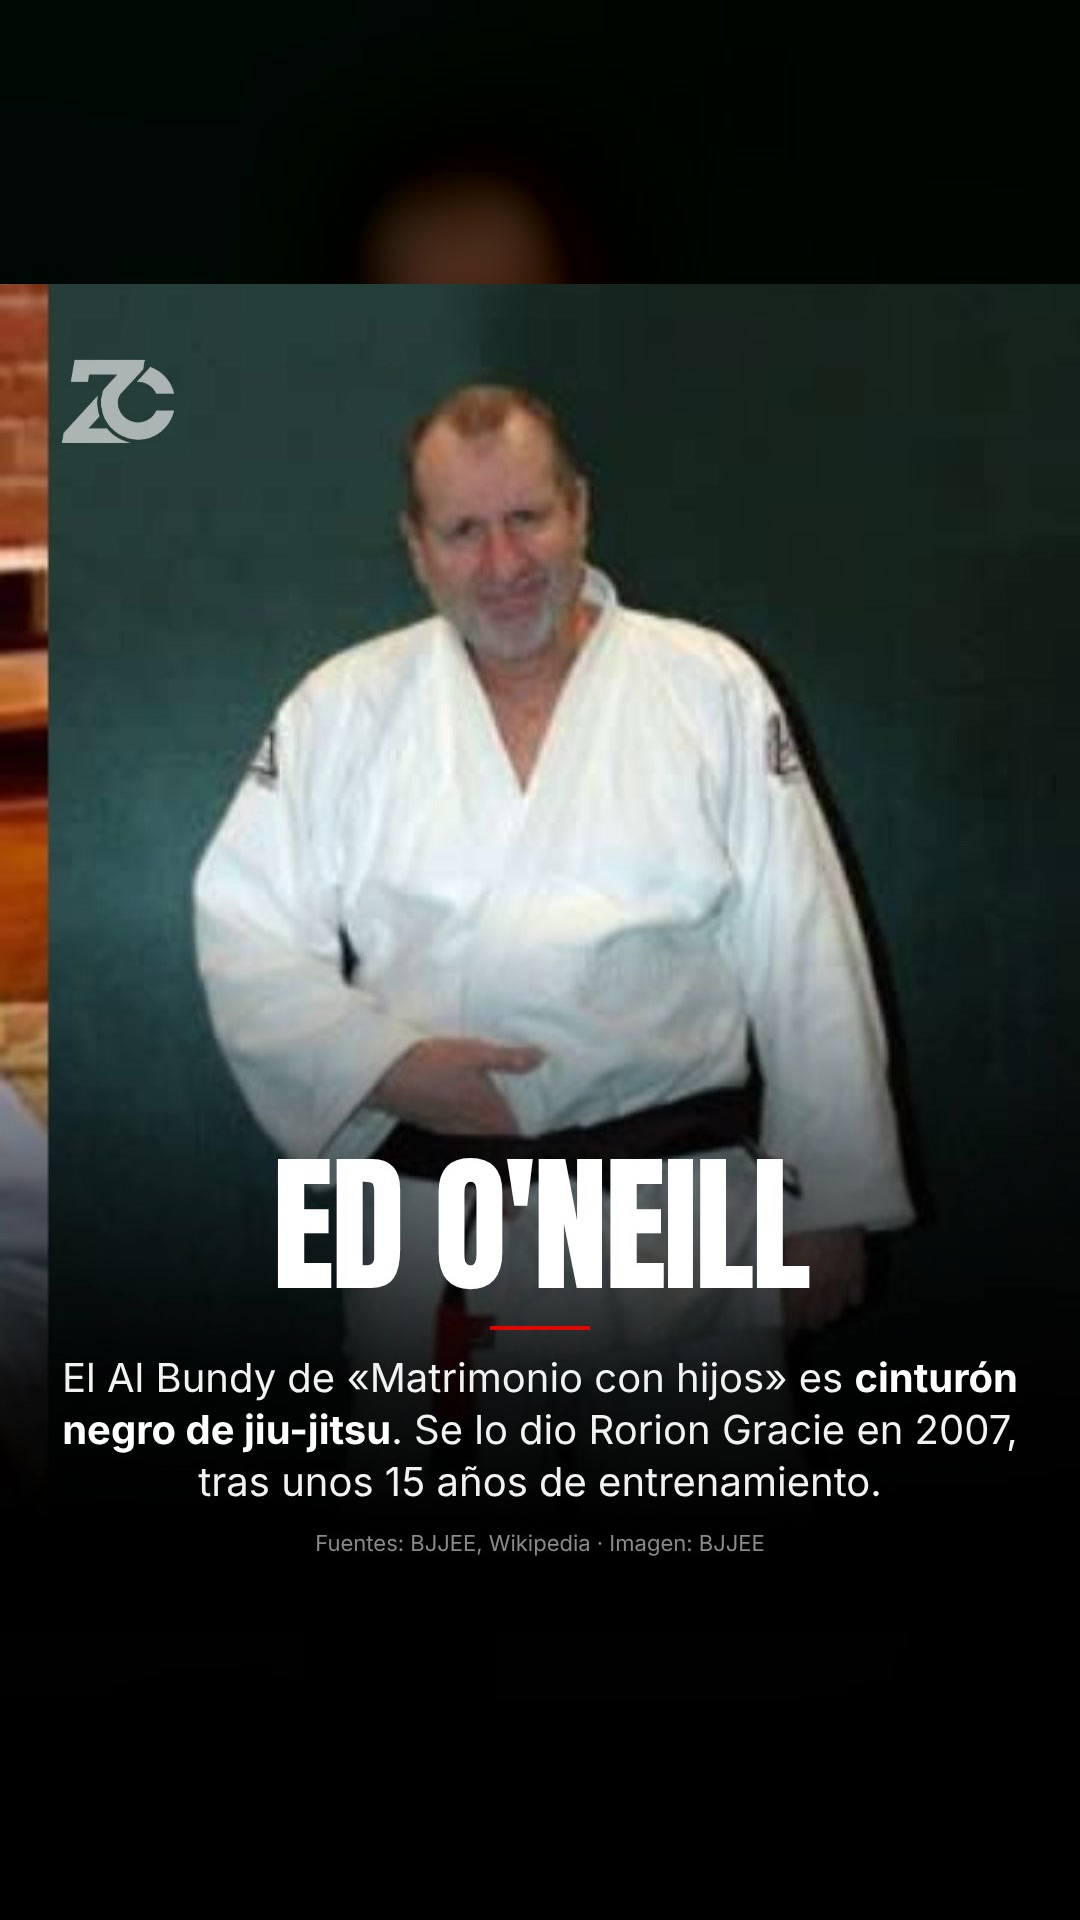 ZC
ED O'NEILL
El Al Bundy de «Matrimonio con hijos» es cinturón
negro de jiu-jitsu. Se lo dio Rorion Gracie en 2007,
tras unos 15 años de entrenamiento.
Fuentes: BJJEE, Wikipedia · Imagen: BJJEE